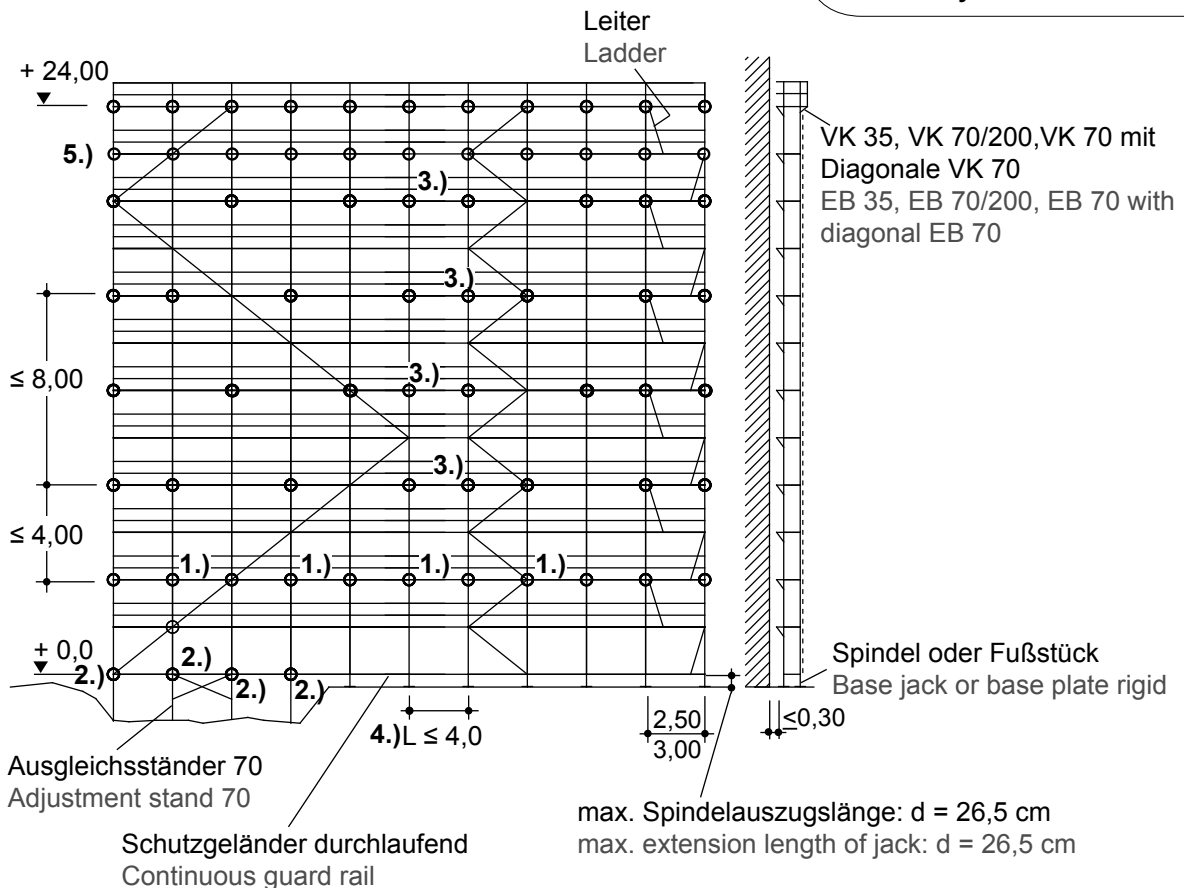 Leiter
Ladder
+ 24,00
5.)
3.)
VK 35, VK 70/200,VK 70 mit
Diagonale VK 70
EB 35, EB 70/200, EB 70 with
diagonal EB 70
3.)
≤ 8,00
3.)
3.)
≤ 4,00
1.) 1.) 1.) 1.)
+ 0,0
2.) 2.) 2.) 2.)
Spindel oder Fußstück
Base jack or base plate rigid
≤0,30
4.)L ≤ 4,0
2,50
3,00
Ausgleichsständer 70
Adjustment stand 70
max. Spindelauszugslänge: d = 26,5 cm
max. extension length of jack: d = 26,5 cm
Schutzgeländer durchlaufend
Continuous guard rail